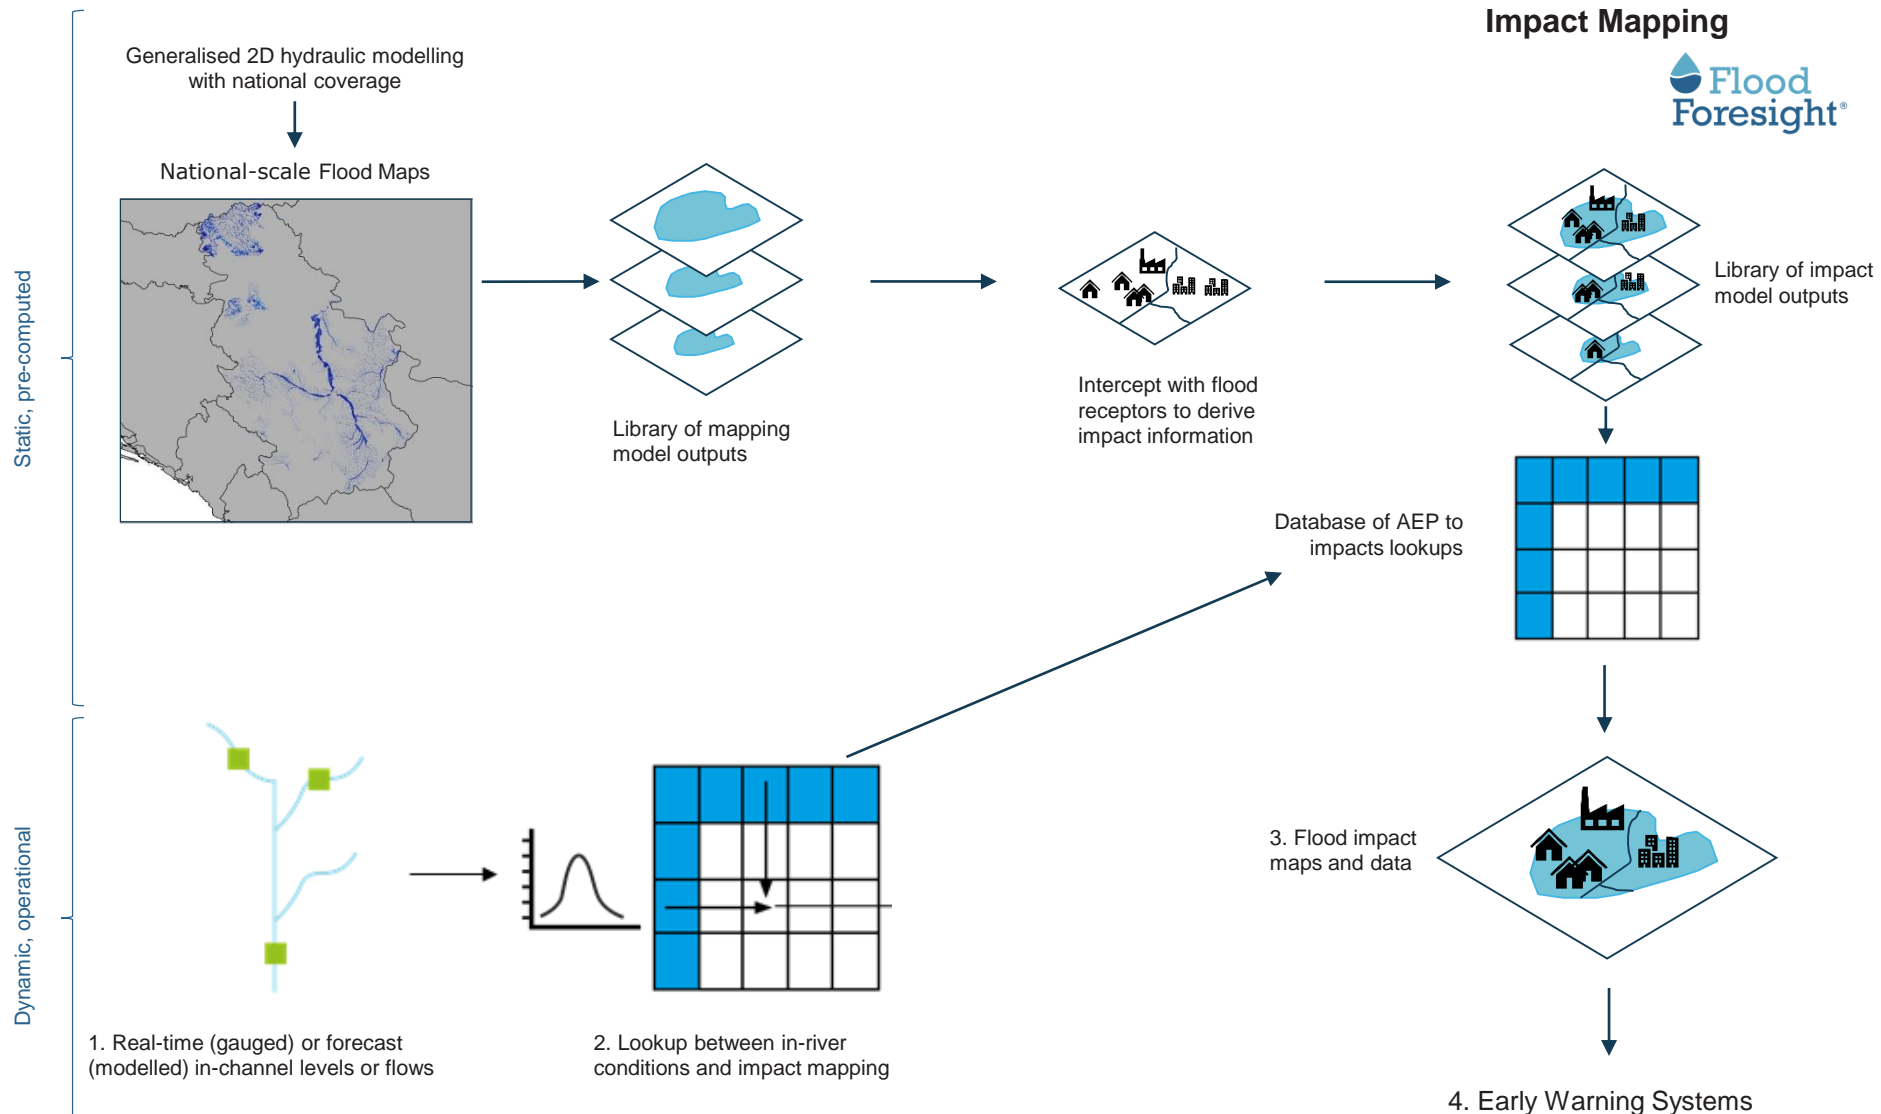 Impact Mapping
Flood
Foresight®
Generalised 2D hydraulic modelling
with national coverage
National-scale Flood Maps
Library of mapping
model outputs
Intercept with flood
receptors to derive
impact information
Library of impact
model outputs
Static, pre-computed
Database of AEP to
impacts lookups
Dynamic, operational
1. Real-time (gauged) or forecast
(modelled) in-channel levels or flows
2. Lookup between in-river
conditions and impact mapping
3. Flood impact
maps and data
4. Early Warning Systems